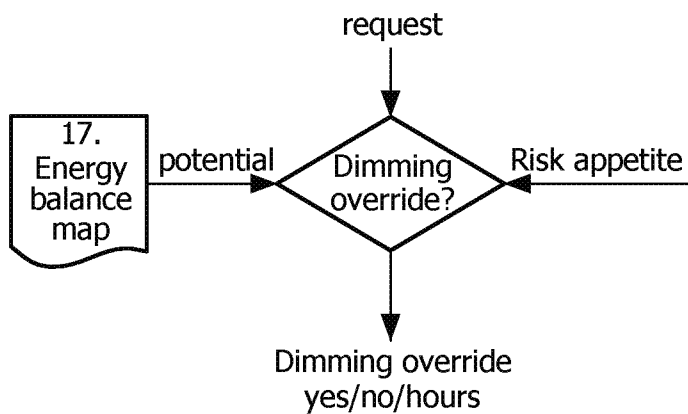 request
17.
Energy
balance
map
potential
Dimming
override?
Risk appetite
Dimming override
yes/no/hours